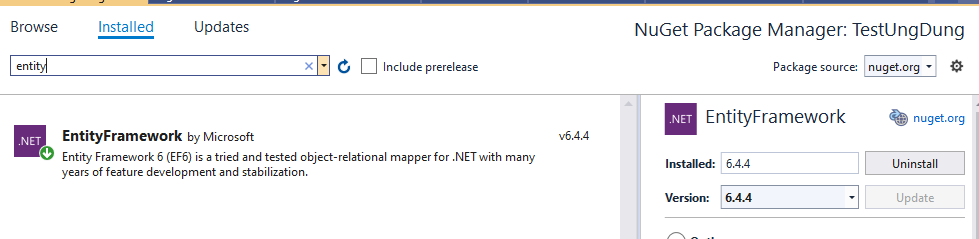 Browse Installed Updates NuGet Package Manager: TestUngDung
entity Include prerelease Package source: nuget.org
.NET EntityFramework by Microsoft v6.4.4
Entity Framework 6 (EF6) is a tried and tested object-relational mapper for .NET with many
years of feature development and stabilization.
.NET EntityFramework nuget.org
Installed: 6.4.4 Uninstall
Version: 6.4.4 Update